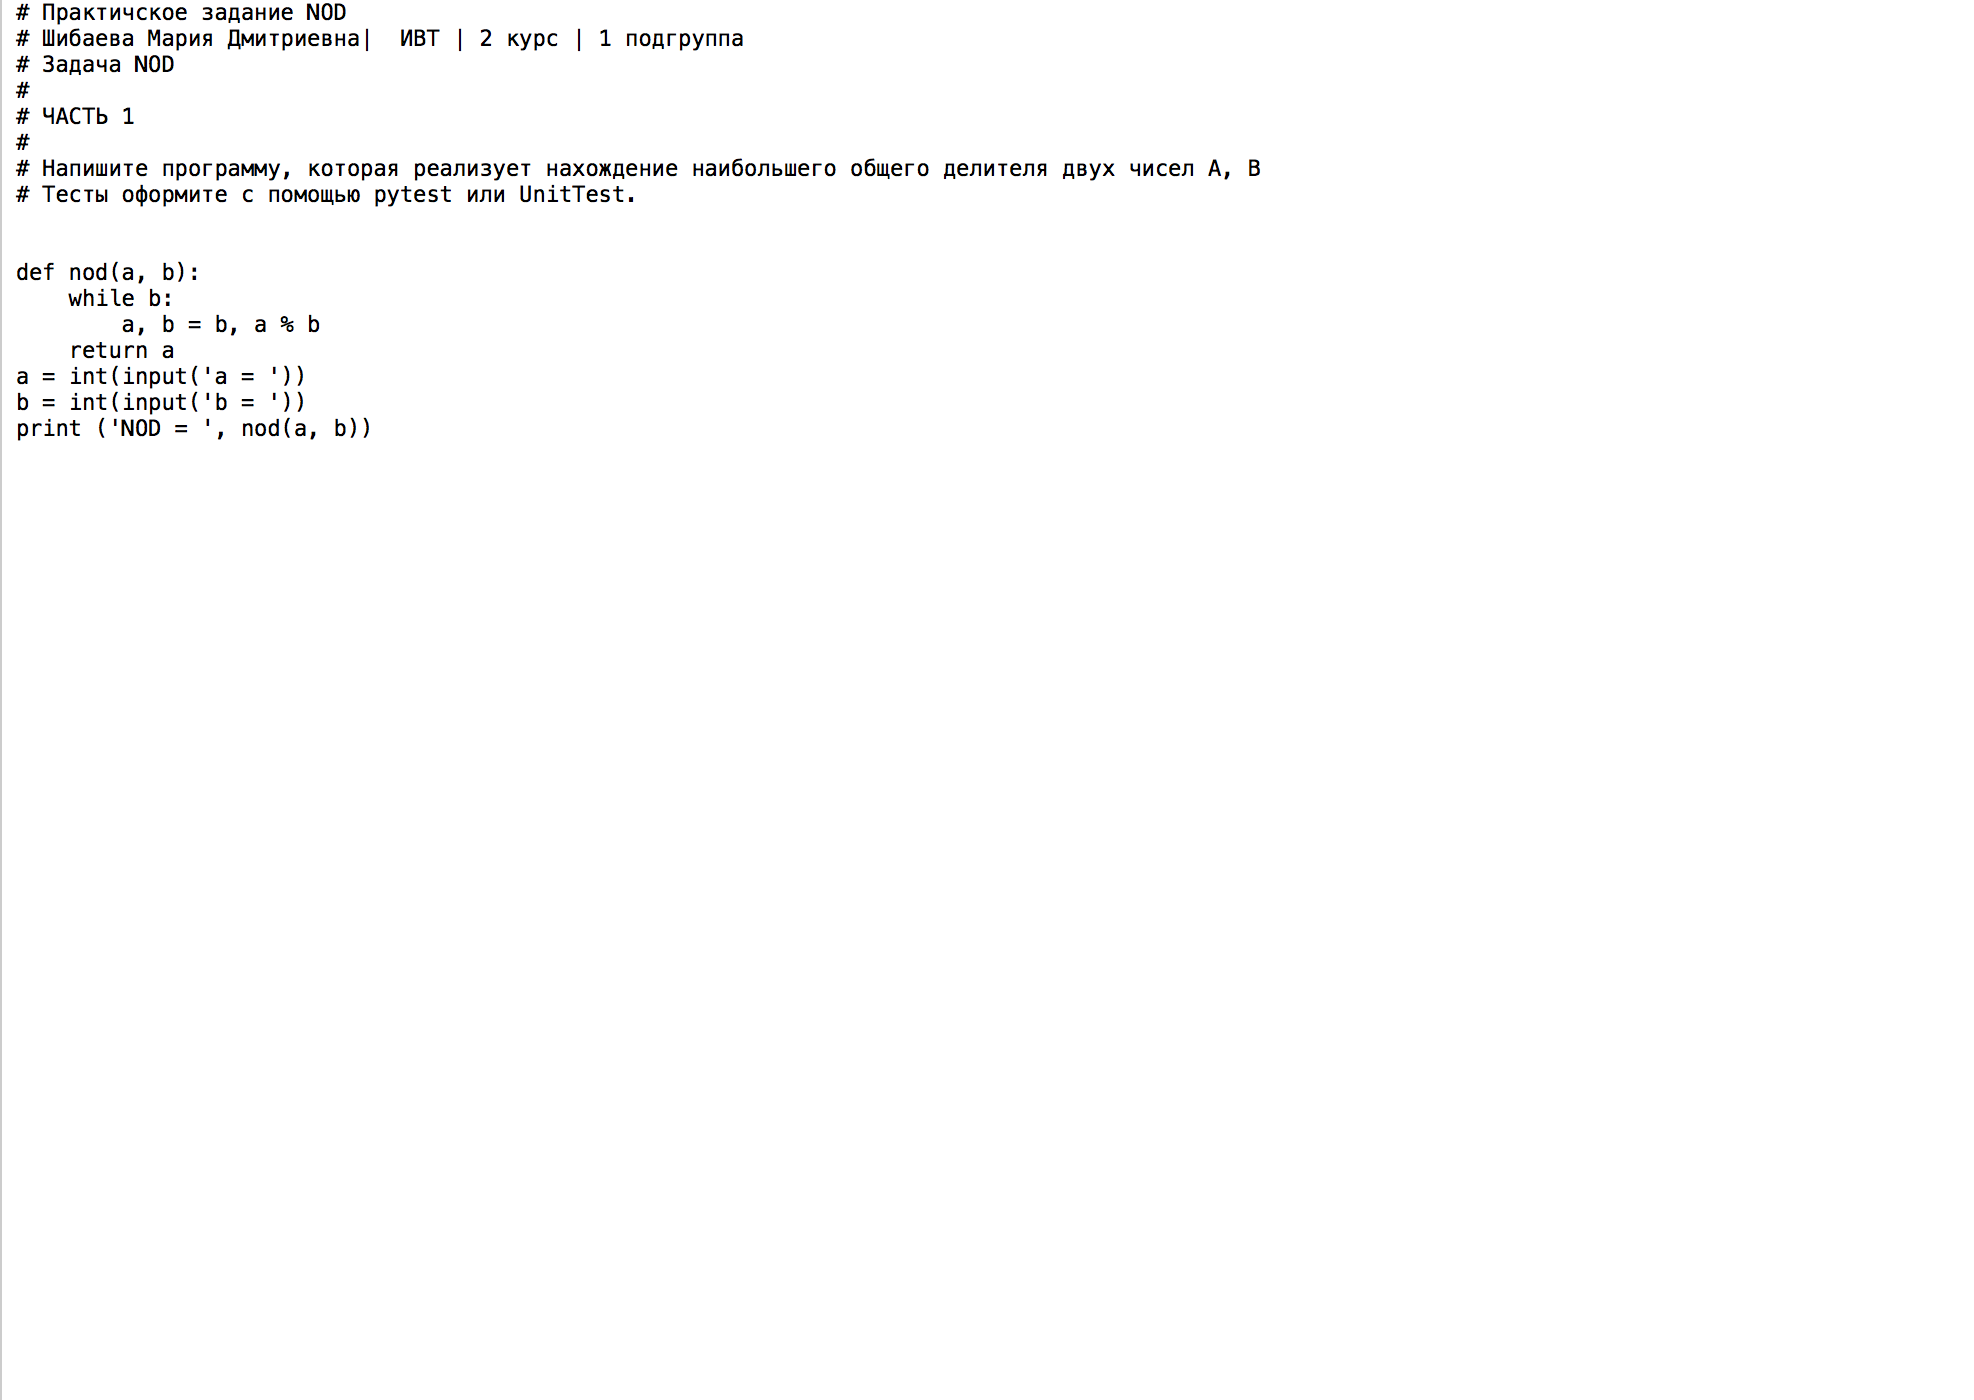 # Практичское задание NOD
# Шибаева Мария Дмитриевна|  ИВТ | 2 курс | 1 подгруппа
# Задача NOD
#
# ЧАСТЬ 1
#
# Напишите программу, которая реализует нахождение наибольшего общего делителя двух чисел A, B
# Тесты оформите с помощью pytest или UnitTest.


def nod(a, b):
    while b:
        a, b = b, a % b
    return a
a = int(input('a = '))
b = int(input('b = '))
print ('NOD = ', nod(a, b))